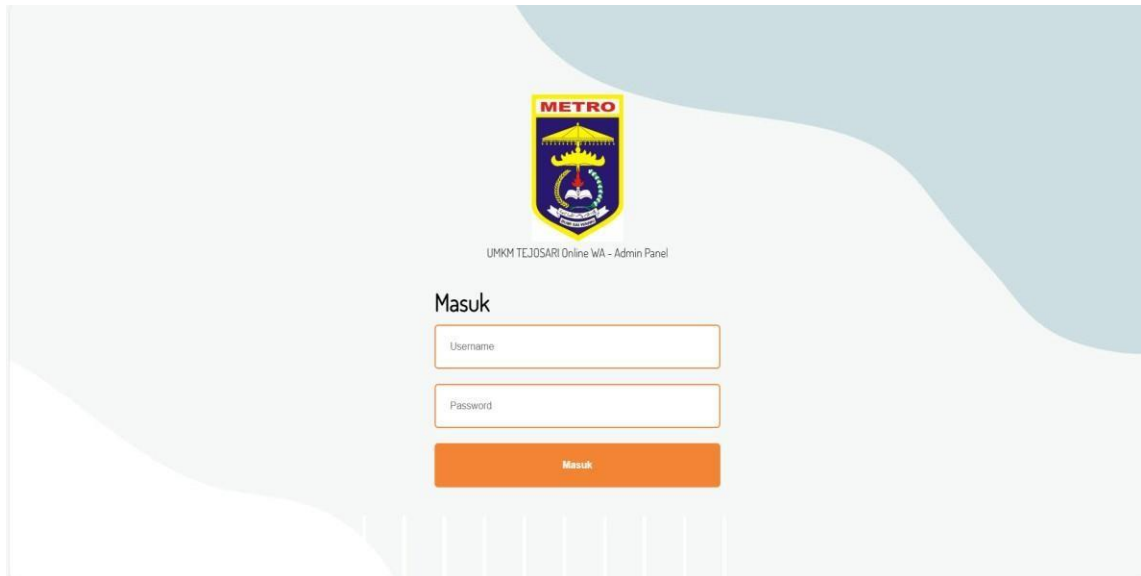 METRO
UMKM TEJOSARI Online WA - Admin Panel
Masuk
Username
Password
Masuk